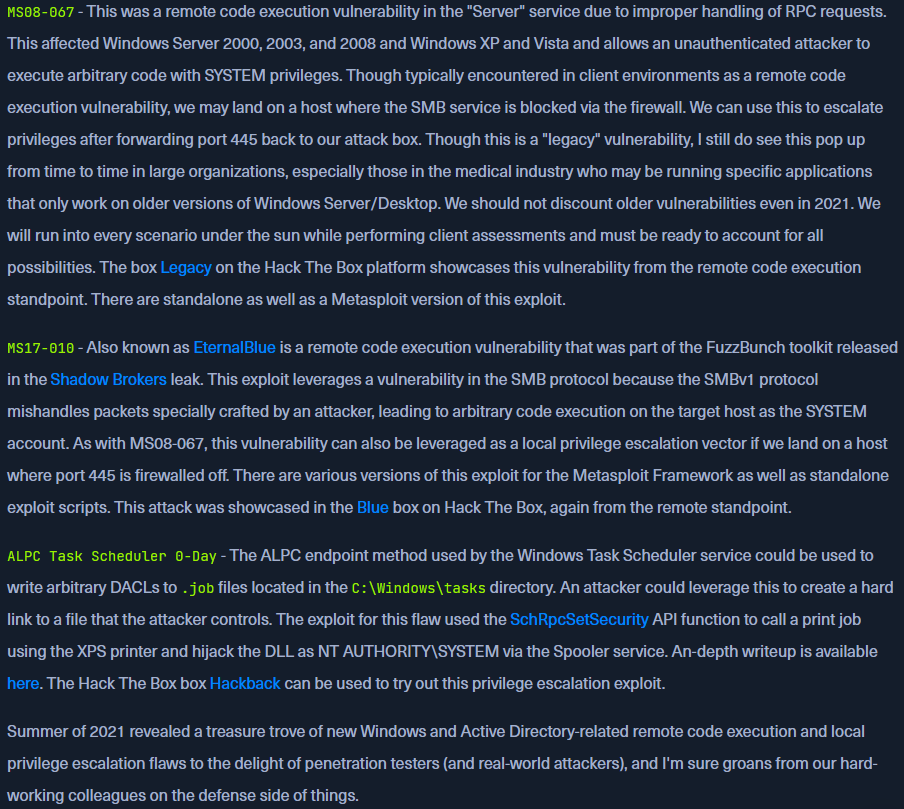 MS08-067 - This was a remote code execution vulnerability in the "Server" service due to improper handling of RPC requests.
This affected Windows Server 2000, 2003, and 2008 and Windows XP and Vista and allows an unauthenticated attacker to
execute arbitrary code with SYSTEM privileges. Though typically encountered in client environments as a remote code
execution vulnerability, we may land on a host where the SMB service is blocked via the firewall. We can use this to escalate
privileges after forwarding port 445 back to our attack box. Though this is a "legacy" vulnerability, I still do see this pop up
from time to time in large organizations, especially those in the medical industry who may be running specific applications
that only work on older versions of Windows Server/Desktop. We should not discount older vulnerabilities even in 2021. We
will run into every scenario under the sun while performing client assessments and must be ready to account for all
possibilities. The box Legacy on the Hack The Box platform showcases this vulnerability from the remote code execution
standpoint. There are standalone as well as a Metasploit version of this exploit.
MS17-010 - Also known as EternalBlue is a remote code execution vulnerability that was part of the FuzzBunch toolkit released
in the Shadow Brokers leak. This exploit leverages a vulnerability in the SMB protocol because the SMBv1 protocol
mishandles packets specially crafted by an attacker, leading to arbitrary code execution on the target host as the SYSTEM
account. As with MS08-067, this vulnerability can also be leveraged as a local privilege escalation vector if we land on a host
where port 445 is firewalled off. There are various versions of this exploit for the Metasploit Framework as well as standalone
exploit scripts. This attack was showcased in the Blue box on Hack The Box, again from the remote standpoint.
ALPC Task Scheduler 0-Day - The ALPC endpoint method used by the Windows Task Scheduler service could be used to
write arbitrary DACLs to .job files located in the C:\Windows\tasks directory. An attacker could leverage this to create a hard
link to a file that the attacker controls. The exploit for this flaw used the SchRpcSetSecurity API function to call a print job
using the XPS printer and hijack the DLL as NT AUTHORITY\SYSTEM via the Spooler service. An-depth writeup is available
here. The Hack The Box box Hackback can be used to try out this privilege escalation exploit.
Summer of 2021 revealed a treasure trove of new Windows and Active Directory-related remote code execution and local
privilege escalation flaws to the delight of penetration testers (and real-world attackers), and I'm sure groans from our hard-
working colleagues on the defense side of things.